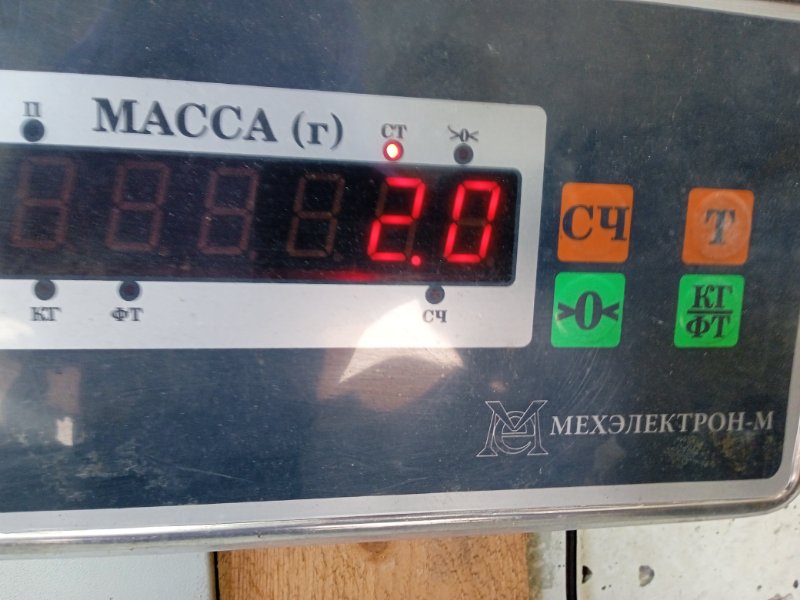 П
МАССА (г)
СТ
>0<
2.0
КГ
ФТ
СЧ
СЧ
Т
>0<
КГ
ФТ
МЕХЭЛЕКТРОН-М